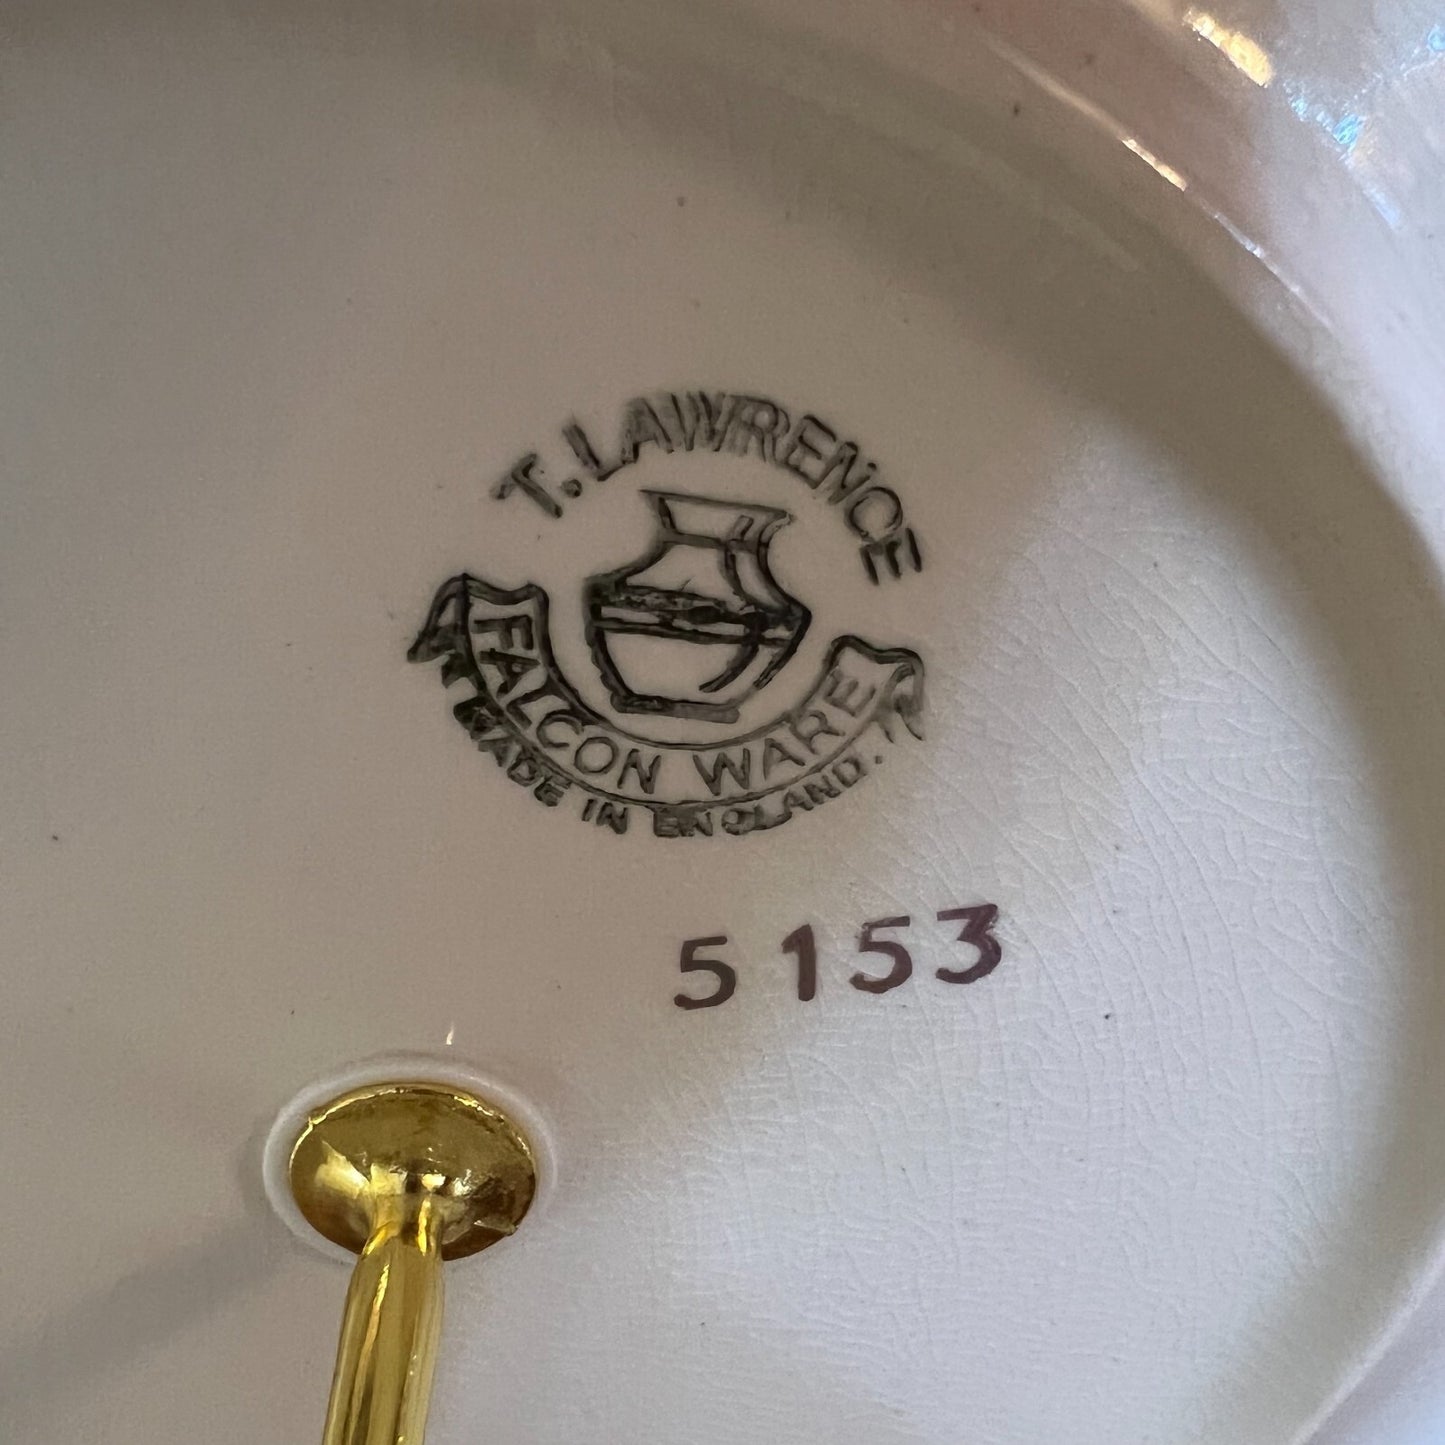 T. LAWRENCE
FALCON WARE
MADE IN ENGLAND.
5153